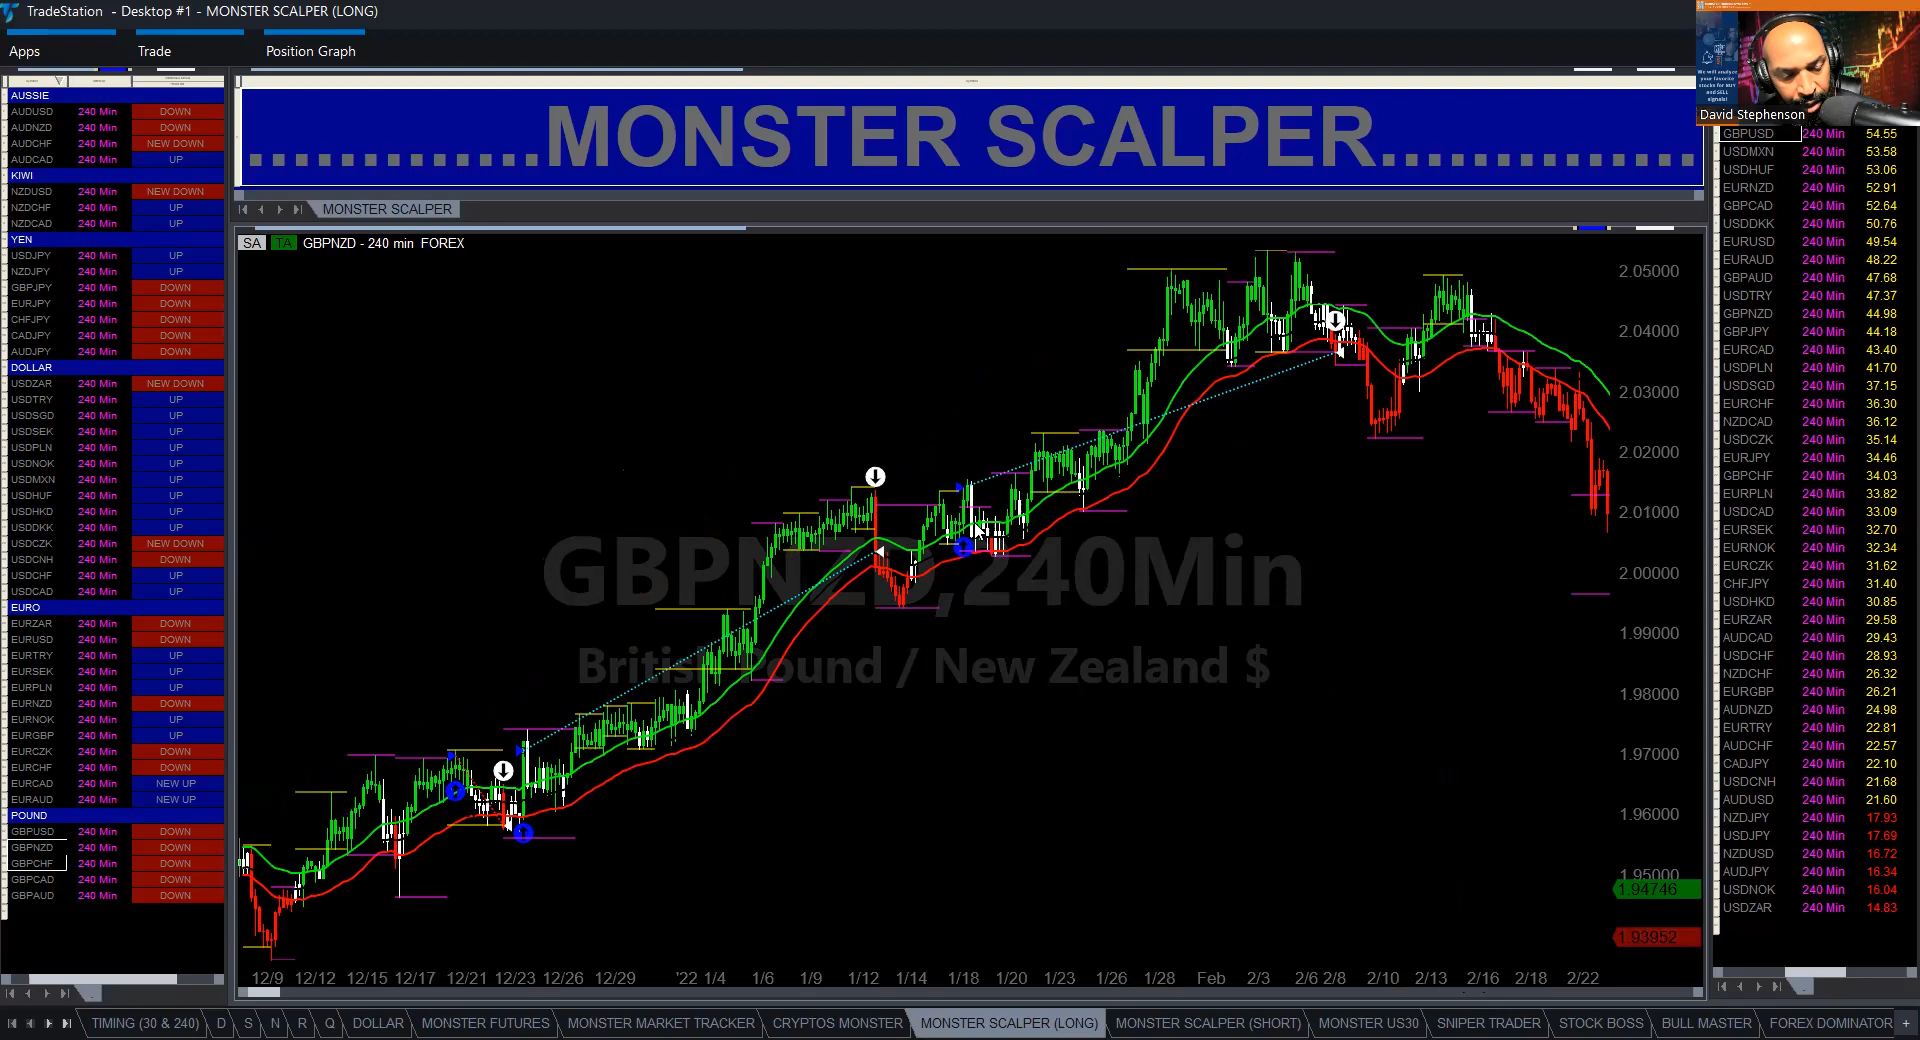 TradeStation - Desktop #1 - MONSTER SCALPER (LONG)
Apps Trade Position Graph
AUSSIE
AUDUSD 240 Min DOWN
AUDNZD 240 Min DOWN
AUDCHF 240 Min NEW DOWN
AUDCAD 240 Min UP
KIWI
NZDUSD 240 Min NEW DOWN
NZDCHF 240 Min UP
NZDCAD 240 Min UP
YEN
USDJPY 240 Min UP
NZDJPY 240 Min UP
GBPJPY 240 Min DOWN
EURJPY 240 Min DOWN
CHFJPY 240 Min DOWN
CADJPY 240 Min DOWN
AUDJPY 240 Min DOWN
DOLLAR
USDZAR 240 Min NEW DOWN
USDTRY 240 Min UP
USDSGD 240 Min UP
USDSEK 240 Min UP
USDPLN 240 Min UP
USDNOK 240 Min UP
USDMXN 240 Min UP
USDHUF 240 Min UP
USDHKD 240 Min UP
USDDKK 240 Min UP
USDCZK 240 Min NEW DOWN
USDCNH 240 Min DOWN
USDCHF 240 Min UP
USDCAD 240 Min UP
EURO
EURZAR 240 Min DOWN
EURUSD 240 Min DOWN
EURTRY 240 Min UP
EURSEK 240 Min UP
EURPLN 240 Min UP
EURNZD 240 Min DOWN
EURNOK 240 Min UP
EURGBP 240 Min UP
EURCZK 240 Min DOWN
EURCHF 240 Min DOWN
EURCAD 240 Min NEW UP
EURAUD 240 Min NEW UP
POUND
GBPUSD 240 Min DOWN
GBPNZD 240 Min DOWN
GBPCHF 240 Min DOWN
GBPCAD 240 Min DOWN
GBPAUD 240 Min DOWN
.............MONSTER SCALPER..............
MONSTER SCALPER
SA TA GBPNZD - 240 min FOREX
GBPNZD,240Min
British Pound / New Zealand $
2.05000
2.04000
2.03000
2.02000
2.01000
2.00000
1.99000
1.98000
1.97000
1.96000
1.95000
1.94746
1.93952
12/9 12/12 12/15 12/17 12/21 12/23 12/26 12/29 '22 1/4 1/6 1/9 1/12 1/14 1/18 1/20 1/23 1/26 1/28 Feb 2/3 2/6 2/8 2/10 2/13 2/16 2/18 2/22
We will analyze
your favorite
stocks for BUY
and SELL
signals!
David Stephenson
GBPUSD 240 Min 54.55
USDMXN 240 Min 53.58
USDHUF 240 Min 53.06
EURNZD 240 Min 52.91
GBPCAD 240 Min 52.64
USDDKK 240 Min 50.76
EURUSD 240 Min 49.54
EURAUD 240 Min 48.22
GBPAUD 240 Min 47.68
USDTRY 240 Min 47.37
GBPNZD 240 Min 44.98
GBPJPY 240 Min 44.18
EURCAD 240 Min 43.40
USDPLN 240 Min 41.70
USDSGD 240 Min 37.15
EURCHF 240 Min 36.30
NZDCAD 240 Min 36.12
USDCZK 240 Min 35.14
EURJPY 240 Min 34.46
GBPCHF 240 Min 34.03
EURPLN 240 Min 33.82
USDCAD 240 Min 33.09
EURSEK 240 Min 32.70
EURNOK 240 Min 32.34
EURCZK 240 Min 31.62
CHFJPY 240 Min 31.40
USDHKD 240 Min 30.85
EURZAR 240 Min 29.58
AUDCAD 240 Min 29.43
USDCHF 240 Min 28.93
NZDCHF 240 Min 26.32
EURGBP 240 Min 26.21
AUDNZD 240 Min 24.98
EURTRY 240 Min 22.81
AUDCHF 240 Min 22.57
CADJPY 240 Min 22.10
USDCNH 240 Min 21.68
AUDUSD 240 Min 21.60
NZDJPY 240 Min 17.93
USDJPY 240 Min 17.69
NZDUSD 240 Min 16.72
AUDJPY 240 Min 16.34
USDNOK 240 Min 16.04
USDZAR 240 Min 14.83
TIMING (30 & 240) D S N R Q DOLLAR MONSTER FUTURES MONSTER MARKET TRACKER CRYPTOS MONSTER MONSTER SCALPER (LONG) MONSTER SCALPER (SHORT) MONSTER US30 SNIPER TRADER STOCK BOSS BULL MASTER FOREX DOMINATOR +